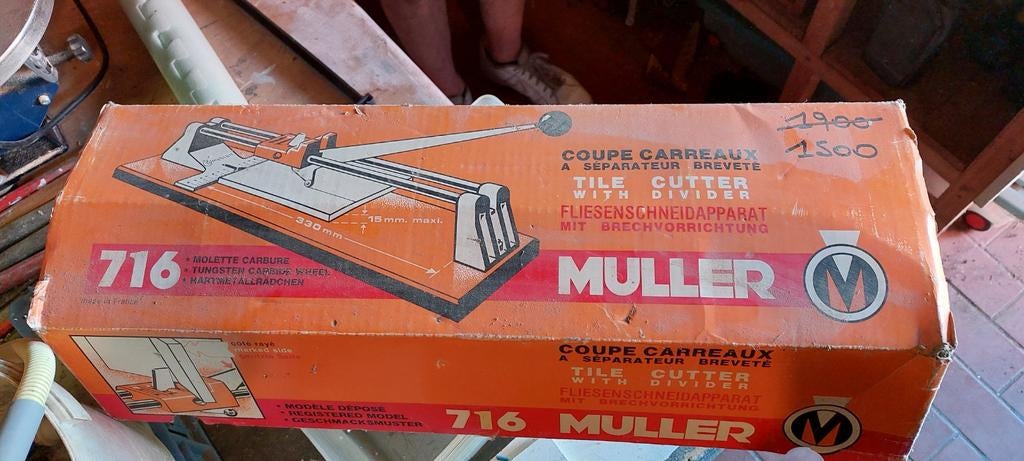 1900
1500
COUPE CARREAUX
A SÉPARATEUR BREVETÉ
TILE CUTTER
WITH DIVIDER
FLIESENSCHNEIDAPPARAT
MIT BRECHVORRICHTUNG
15 mm. maxi.
330 mm
716
• MOLETTE CARBURE
• TUNGSTEN CARBIDE WHEEL
• HARTMETALLRÄDCHEN
MULLER
M
made in France
côté rayé
marked side
COUPE CARREAUX
A SÉPARATEUR BREVETÉ
TILE CUTTER
WITH DIVIDER
FLIESENSCHNEIDAPPARAT
MIT BRECHVORRICHTUNG
• MODÈLE DÉPOSÉ
• REGISTERED MODEL
• GESCHMACKSMUSTER
716 MULLER
M